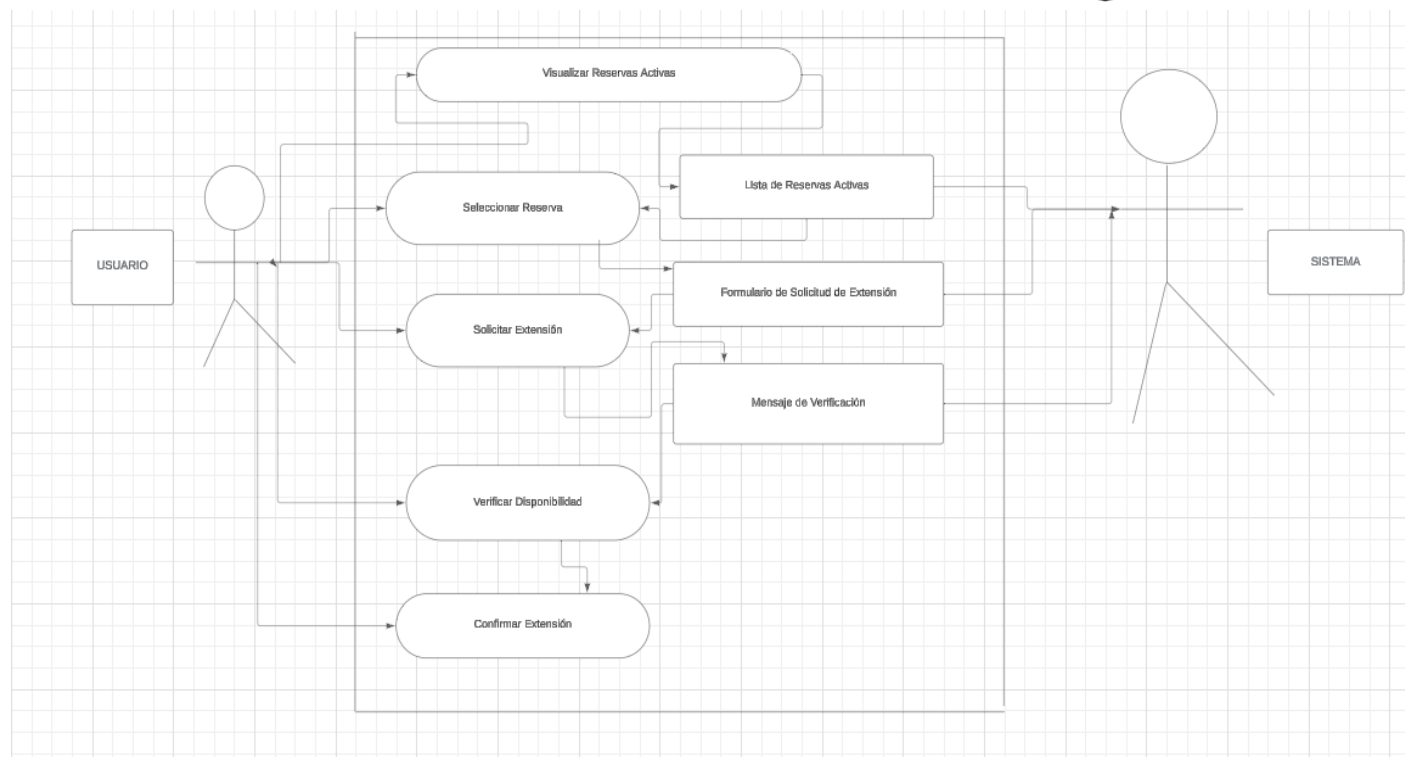 Visualizar Reservas Activas
Lista de Reservas Activas
Seleccionar Reserva
USUARIO
SISTEMA
Formulario de Solicitud de Extensión
Solicitar Extensión
Mensaje de Verificación
Verificar Disponibilidad
Confirmar Extensión